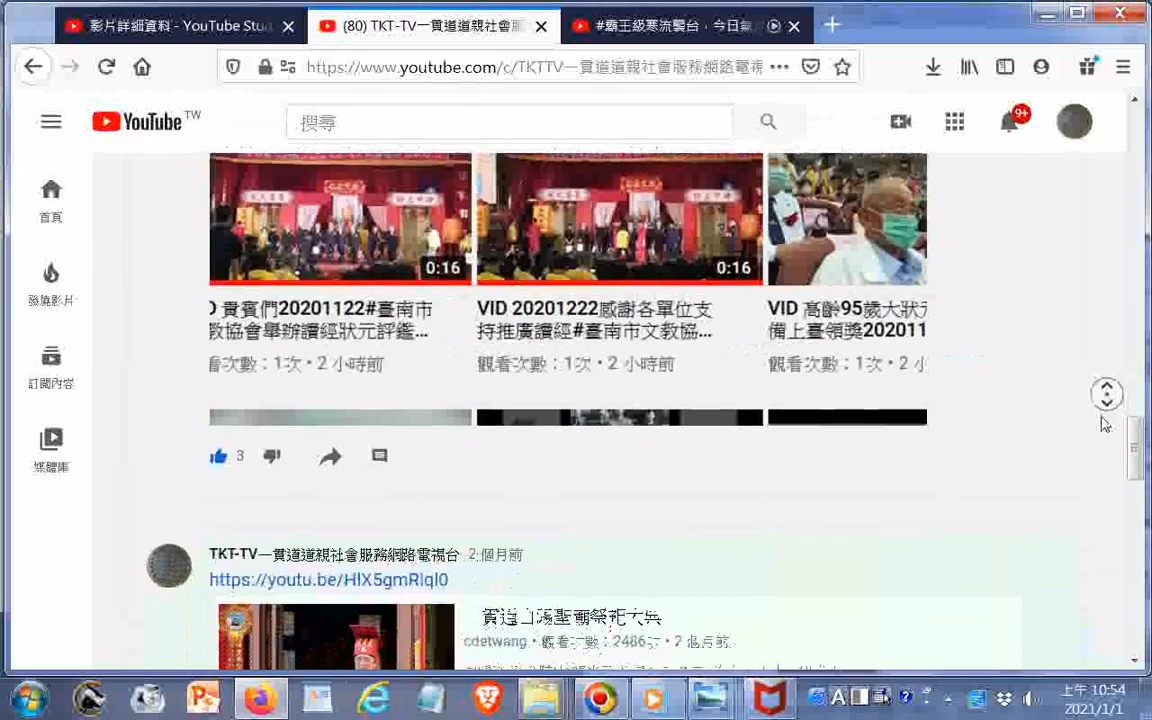 影片詳細資料 - YouTube Stu
(80) TKT-TV一貫道道親社會服
#霸王級寒流襲台，今日氣
https://www.youtube.com/c/TKTTV一貫道道親社會服務網路電視
YouTube TW
搜尋
9+
首頁
發燒影片
訂閱內容
媒體庫
0:16
0:16
D 貴賓們20201122#臺南市
教協會舉辦讀經狀元評鑑...
觀看次數：1次 • 2 小時前
VID 20201222感謝各單位支
持推廣讀經#臺南市文教協...
觀看次數：1次 • 2 小時前
VID 高齡95歲大狀元
備上臺領獎202011
觀看次數：1次 • 2 小
3
TKT-TV一貫道道親社會服務網路電視台 2 個月前
https://youtu.be/HlX5gmRlql0
cdetwang • 觀看次數：2486次 • 2 個月前
上午 10:54
2021/1/1